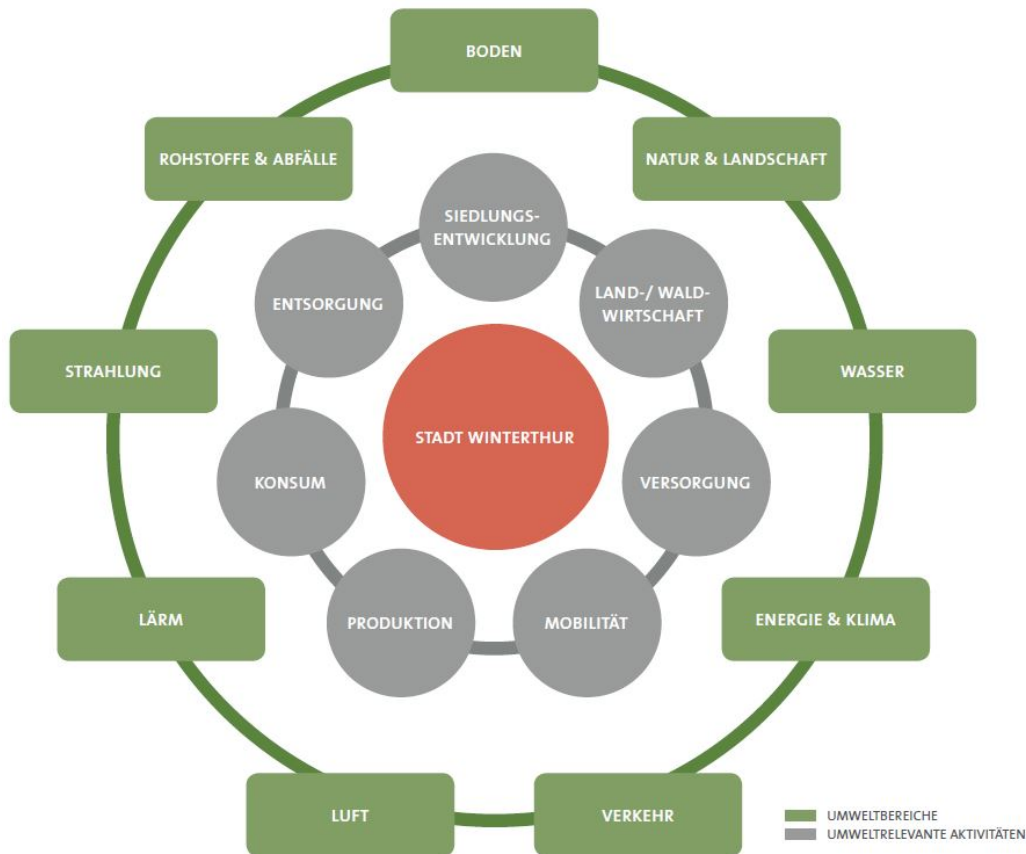 BODEN
ROHSTOFFE & ABFÄLLE
NATUR & LANDSCHAFT
SIEDLUNGS-
ENTWICKLUNG
ENTSORGUNG
LAND-/ WALD-
WIRTSCHAFT
STRAHLUNG
WASSER
STADT WINTERTHUR
KONSUM
VERSORGUNG
LÄRM
PRODUKTION
MOBILITÄT
ENERGIE & KLIMA
LUFT
VERKEHR
UMWELTBEREICHE
UMWELTRELEVANTE AKTIVITÄTEN